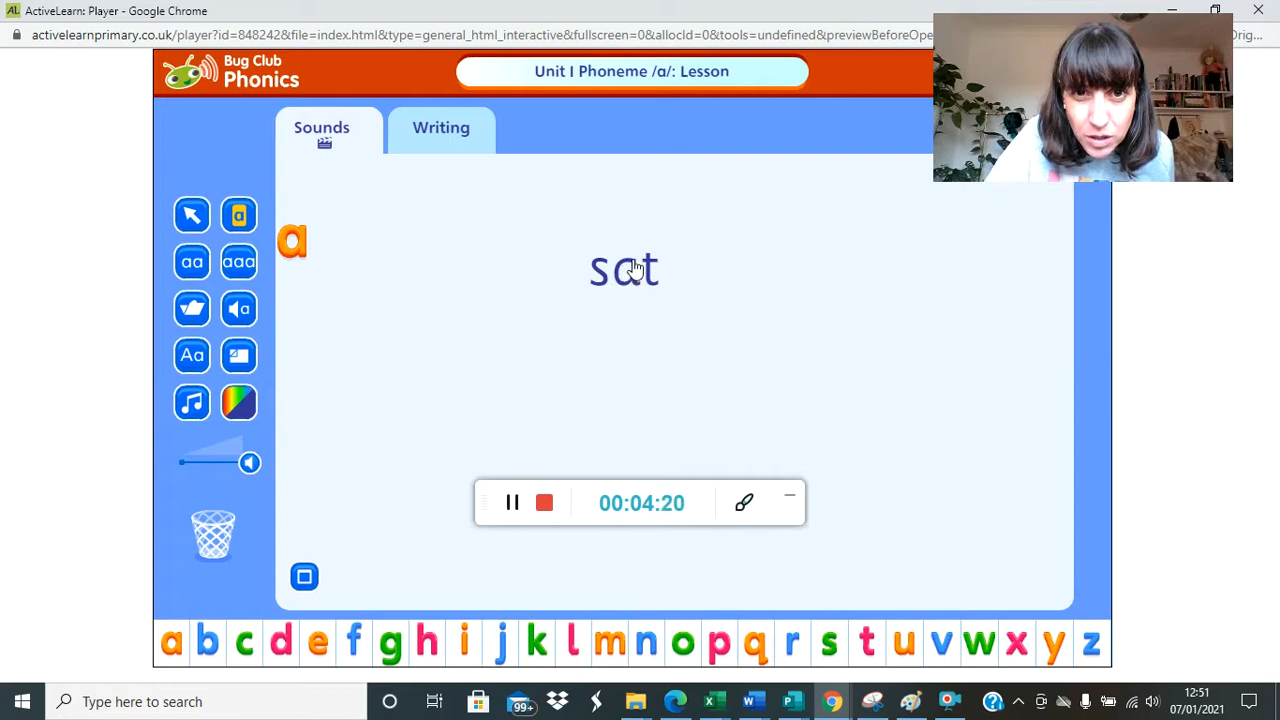 ActiveLearn: Player - Google Chrome
activelearnprimary.co.uk/player?id=848242&file=index.html&type=general_html_interactive&fullscreen=0&allocId=0&tools=undefined&previewBeforeOpe
Orig...
Bug Club
Phonics
Unit 1 Phoneme /a/: Lesson
Sounds
Writing
a
a
aa
aaa
a
Aa
sat
00:04:20
a b c d e f g h i j k l m n o p q r s t u v w x y z
Type here to search
99+
12:51
07/01/2021